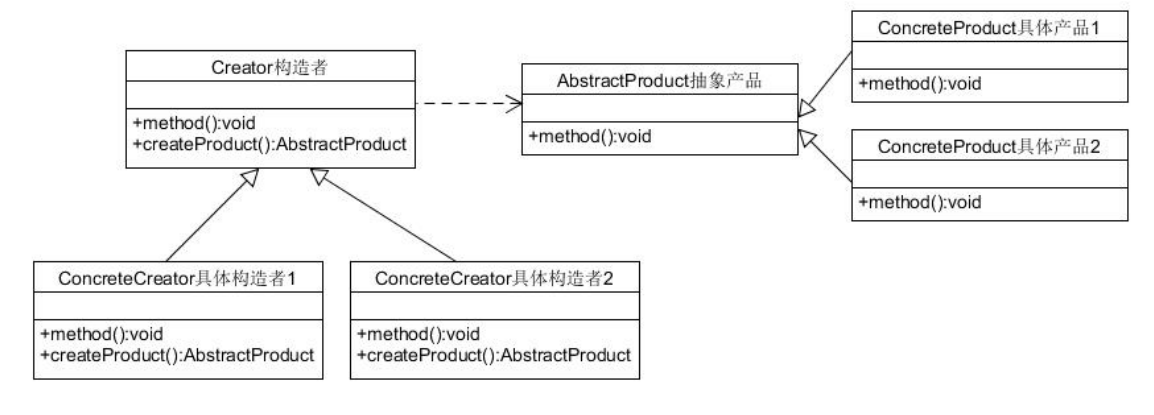 Creator构造者
+method():void
+createProduct():AbstractProduct
AbstractProduct抽象产品
+method():void
ConcreteProduct具体产品1
+method():void
ConcreteProduct具体产品2
+method():void
ConcreteCreator具体构造者1
+method():void
+createProduct():AbstractProduct
ConcreteCreator具体构造者2
+method():void
+createProduct():AbstractProduct